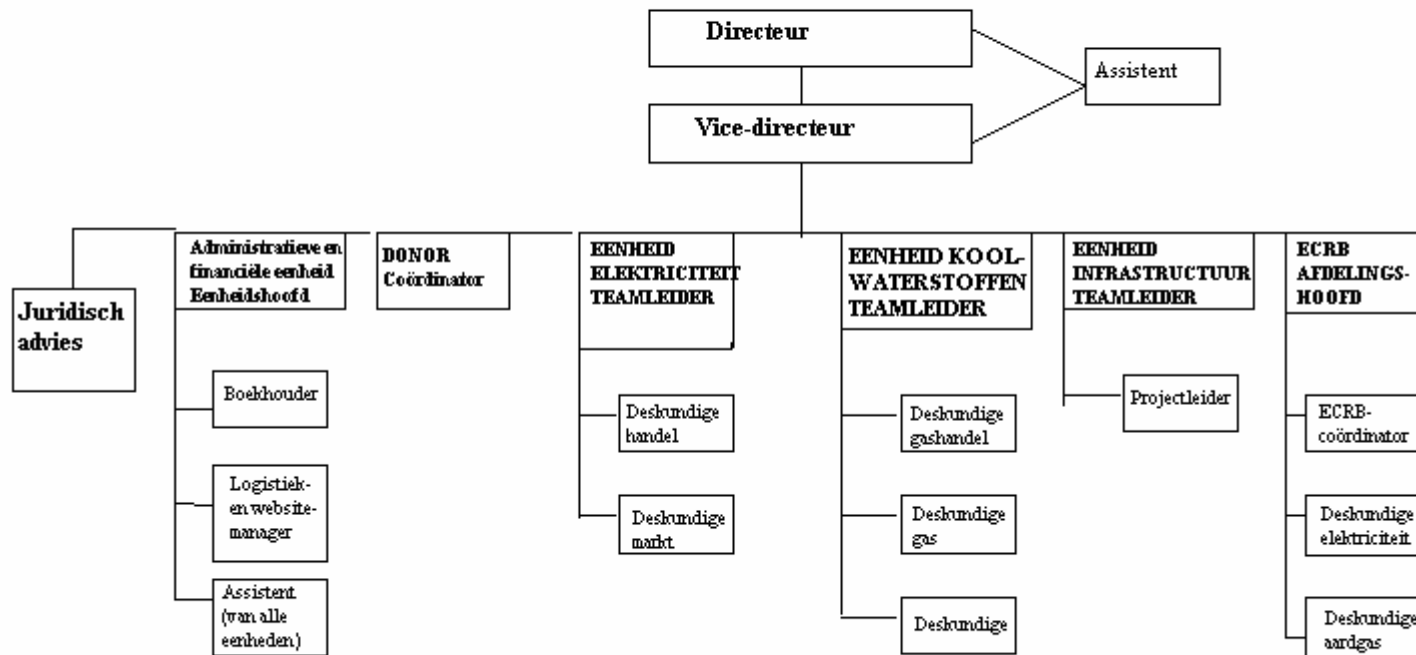 Directeur
Assistent
Vice-directeur
Juridisch
advies
Administratieve en
financiële eenheid
Eenheidshoofd
Boekhouder
Logistiek-
en website-
manager
Assistent
(van alle
eenheden)
DONOR
Coördinator
EENHEID
ELEKTRICITEIT
TEAMLEIDER
Deskundige
handel
Deskundige
markt
EENHEID KOOL-
WATERSTOFFEN
TEAMLEIDER
Deskundige
gashandel
Deskundige
gas
Deskundige
EENHEID
INFRASTRUCTUUR
TEAMLEIDER
Projectleider
ECRB
AFDELINGS-
HOOFD
ECRB-
coördinator
Deskundige
elektriciteit
Deskundige
aardgas